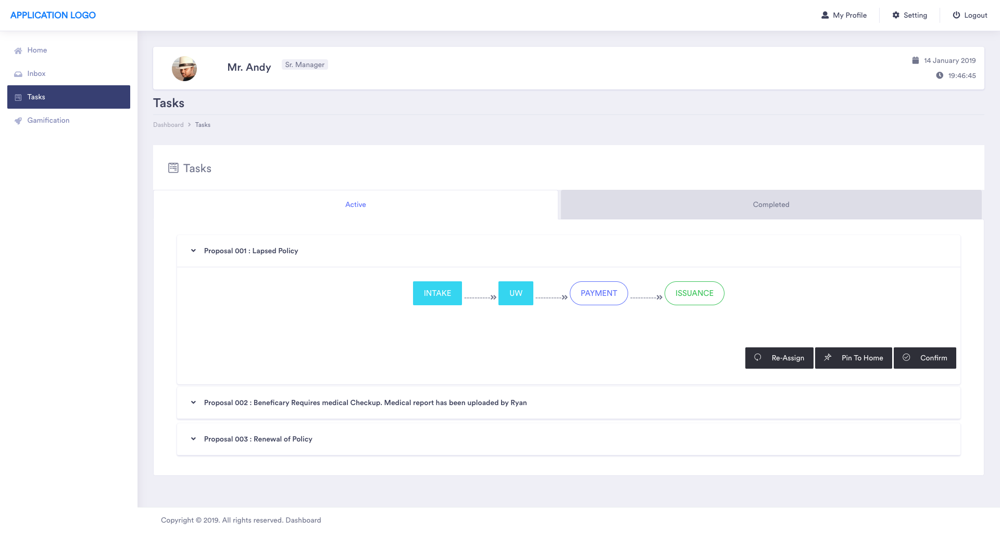 APPLICATION LOGO
My Profile
Setting
Logout
Home
Inbox
Tasks
Gamification
Mr. Andy
Sr. Manager
14 January 2019
19:46:45
Tasks
Dashboard > Tasks
Tasks
Active
Completed
Proposal 001 : Lapsed Policy
INTAKE ----------» UW ----------» PAYMENT ----------» ISSUANCE
Re-Assign
Pin To Home
Confirm
Proposal 002 : Beneficary Requires medical Checkup. Medical report has been uploaded by Ryan
Proposal 003 : Renewal of Policy
Copyright © 2019. All rights reserved. Dashboard